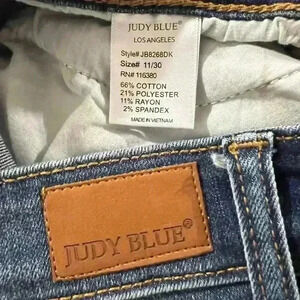 JUDY BLUE
LOS ANGELES
Style# JB8268DK
Size# 11/30
RN# 116380
66% COTTON
21% POLYESTER
11% RAYON
2% SPANDEX
MADE IN VIETNAM
JUDY BLUE®